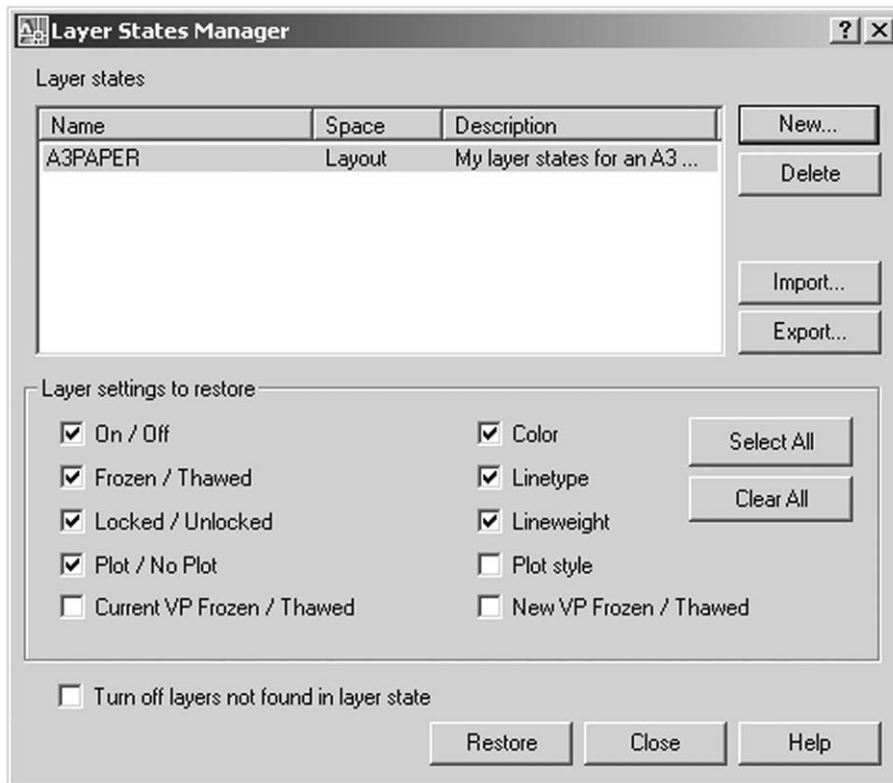 Layer States Manager
Layer states
Name Space Description
A3PAPER Layout My layer states for an A3 ...
New...
Delete
Import...
Export...
Layer settings to restore
On / Off
Color
Frozen / Thawed
Linetype
Locked / Unlocked
Lineweight
Plot / No Plot
Plot style
Current VP Frozen / Thawed
New VP Frozen / Thawed
Select All
Clear All
Turn off layers not found in layer state
Restore Close Help